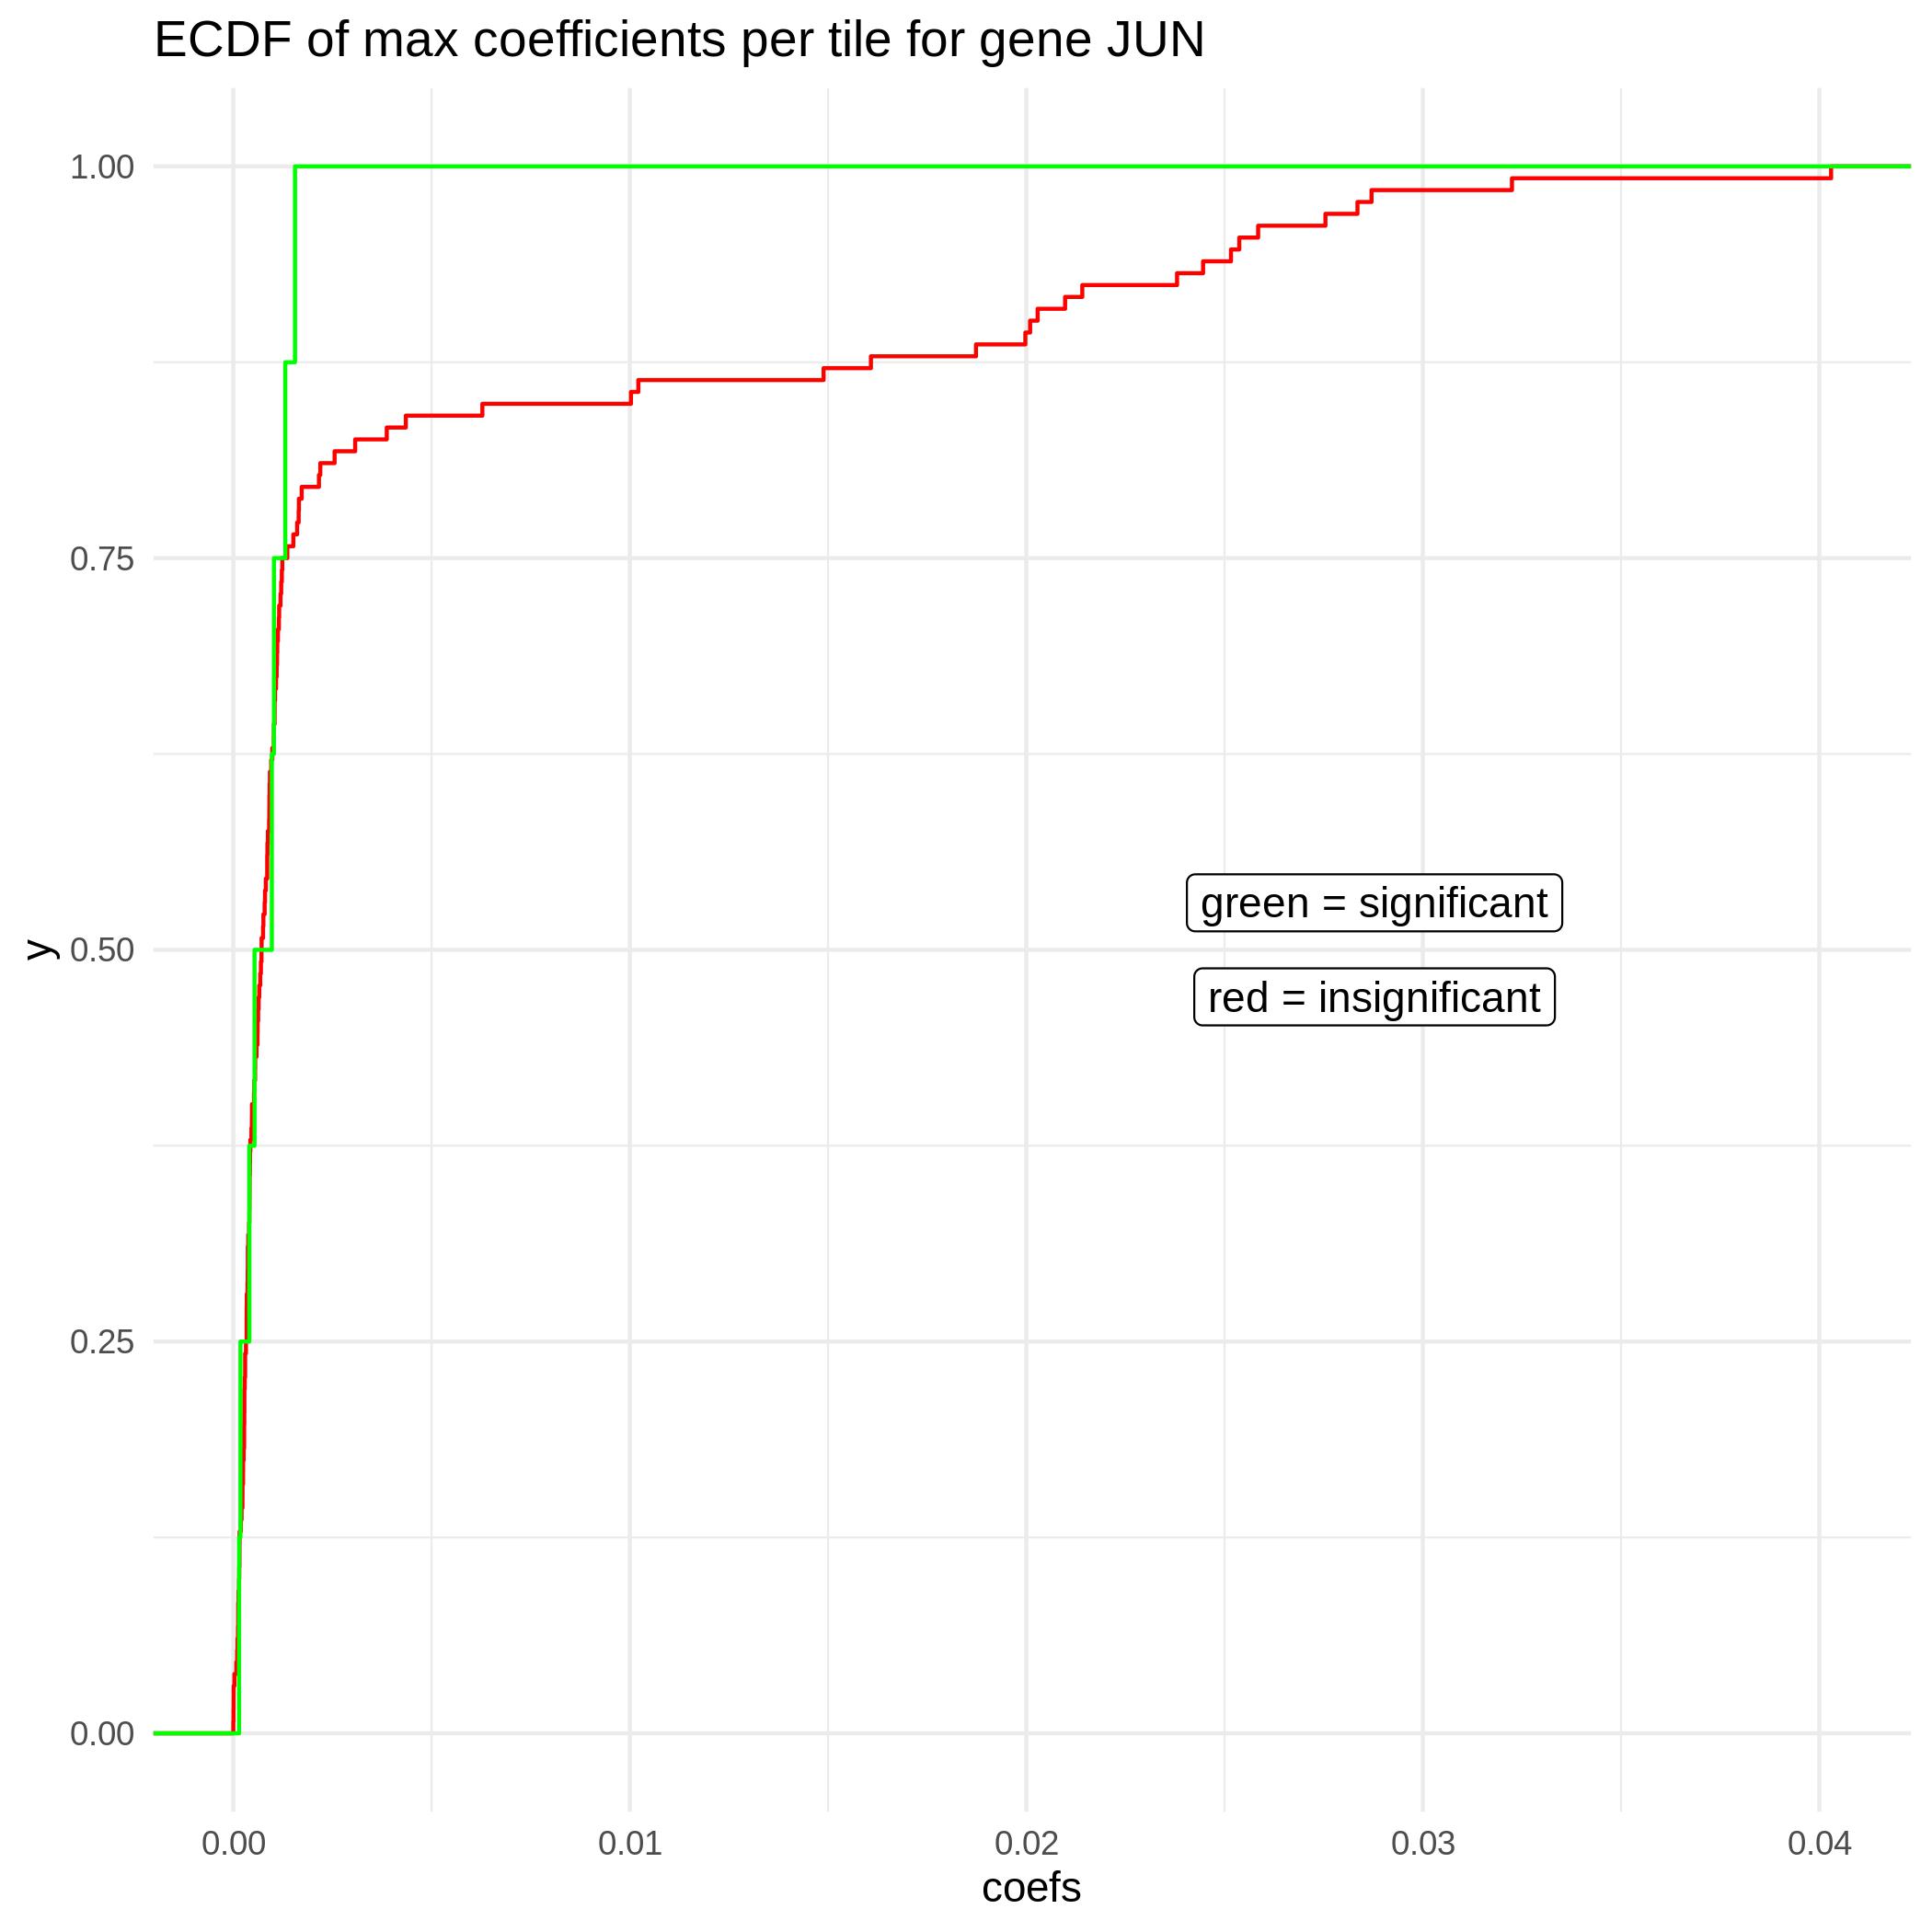 ECDF of max coefficients per tile for gene JUN
1.00
0.75
0.50
0.25
0.00
y
green = significant
red = insignificant
0.00 0.01 0.02 0.03 0.04
coefs